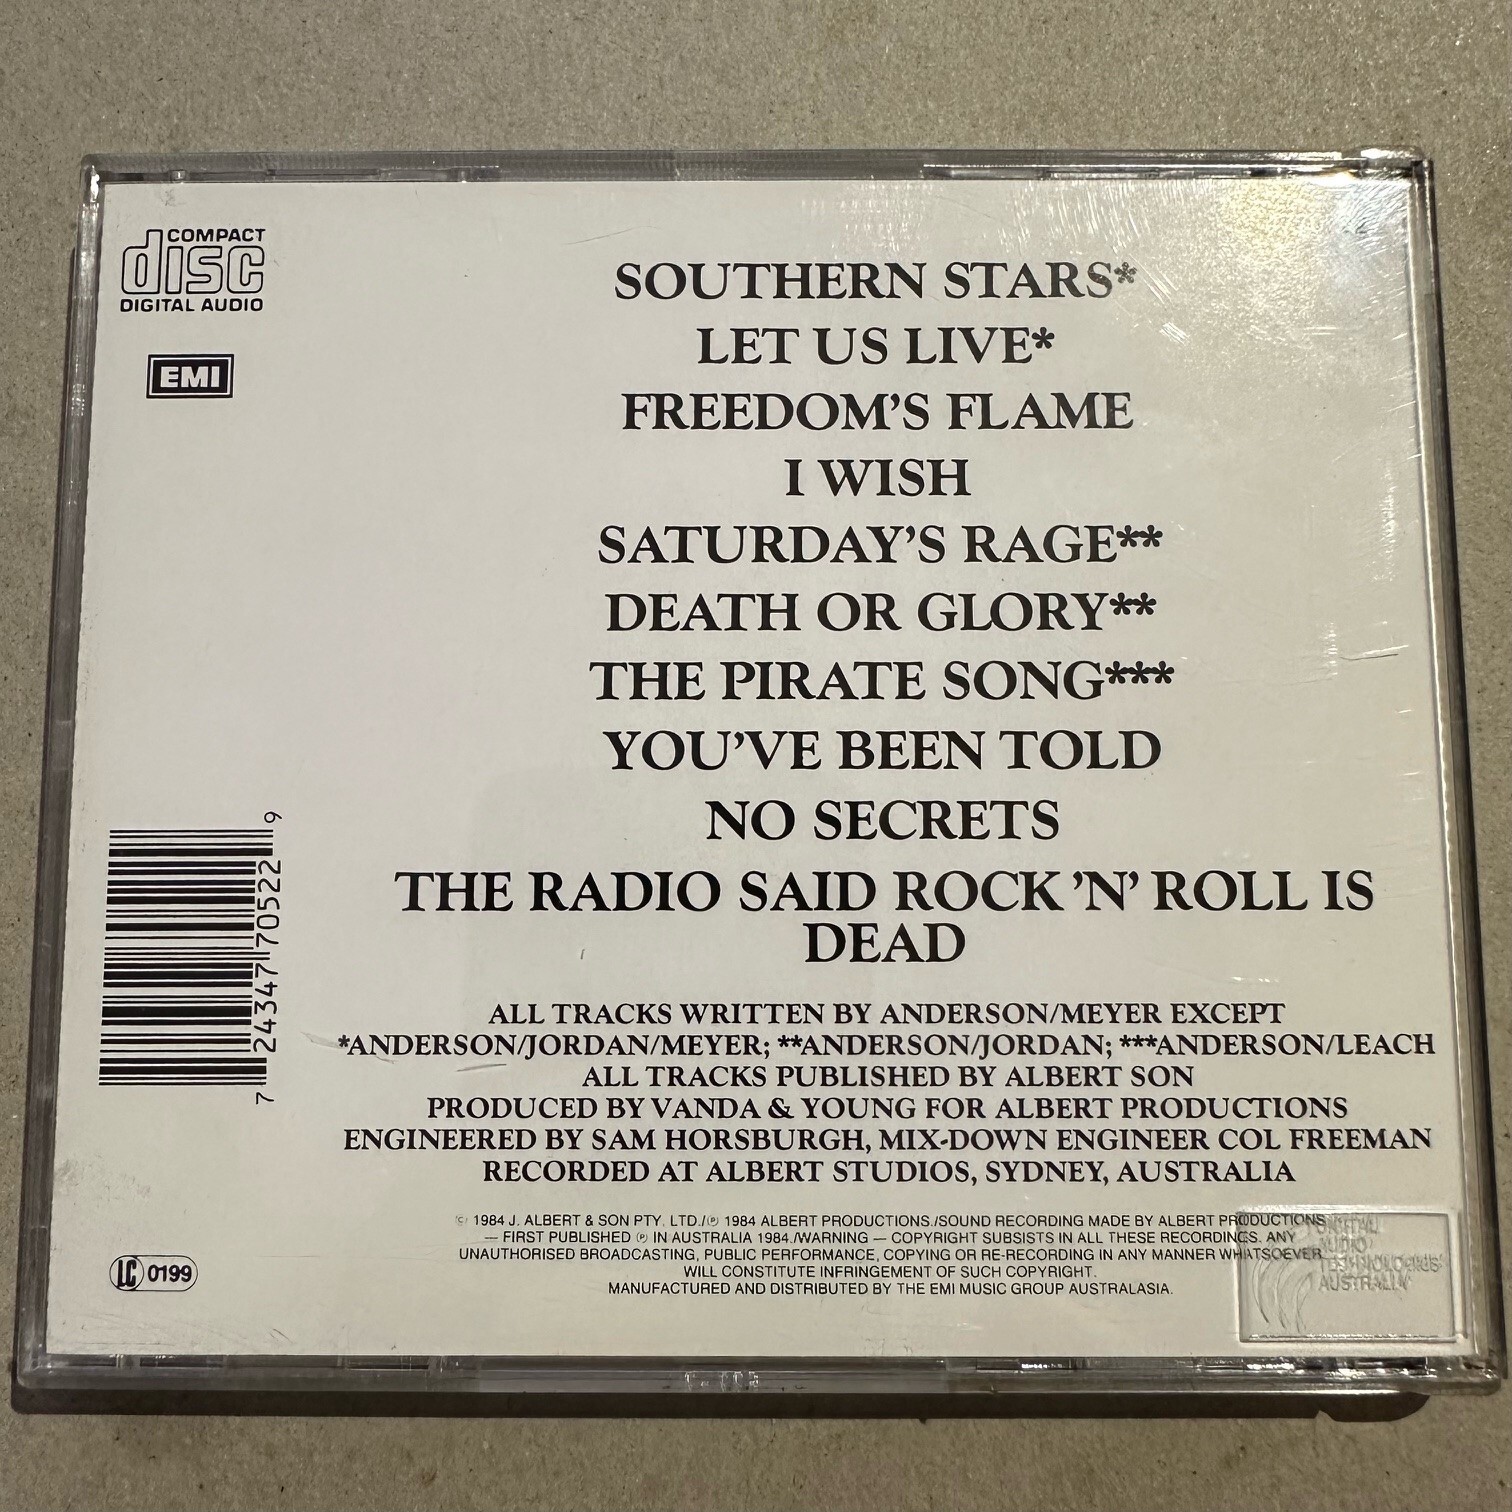 COMPACT
disc
DIGITAL AUDIO
EMI
SOUTHERN STARS*
LET US LIVE*
FREEDOM'S FLAME
I WISH
SATURDAY'S RAGE**
DEATH OR GLORY**
THE PIRATE SONG***
YOU'VE BEEN TOLD
NO SECRETS
THE RADIO SAID ROCK 'N' ROLL IS
DEAD
ALL TRACKS WRITTEN BY ANDERSON/MEYER EXCEPT
*ANDERSON/JORDAN/MEYER; **ANDERSON/JORDAN; ***ANDERSON/LEACH
ALL TRACKS PUBLISHED BY ALBERT SON
PRODUCED BY VANDA & YOUNG FOR ALBERT PRODUCTIONS
ENGINEERED BY SAM HORSBURGH, MIX-DOWN ENGINEER COL FREEMAN
RECORDED AT ALBERT STUDIOS, SYDNEY, AUSTRALIA
© 1984 J. ALBERT & SON PTY. LTD./℗ 1984 ALBERT PRODUCTIONS./SOUND RECORDING MADE BY ALBERT PRODUCTIONS
— FIRST PUBLISHED ℗ IN AUSTRALIA 1984./WARNING — COPYRIGHT SUBSISTS IN ALL THESE RECORDINGS. ANY
UNAUTHORISED BROADCASTING, PUBLIC PERFORMANCE, COPYING OR RE-RECORDING IN ANY MANNER WHATSOEVER
WILL CONSTITUTE INFRINGEMENT OF SUCH COPYRIGHT.
MANUFACTURED AND DISTRIBUTED BY THE EMI MUSIC GROUP AUSTRALASIA.
7 24347 70522 9
LC 0199
DIGITAL
AUDIO
TECHNOLOGIES
AUSTRALIA